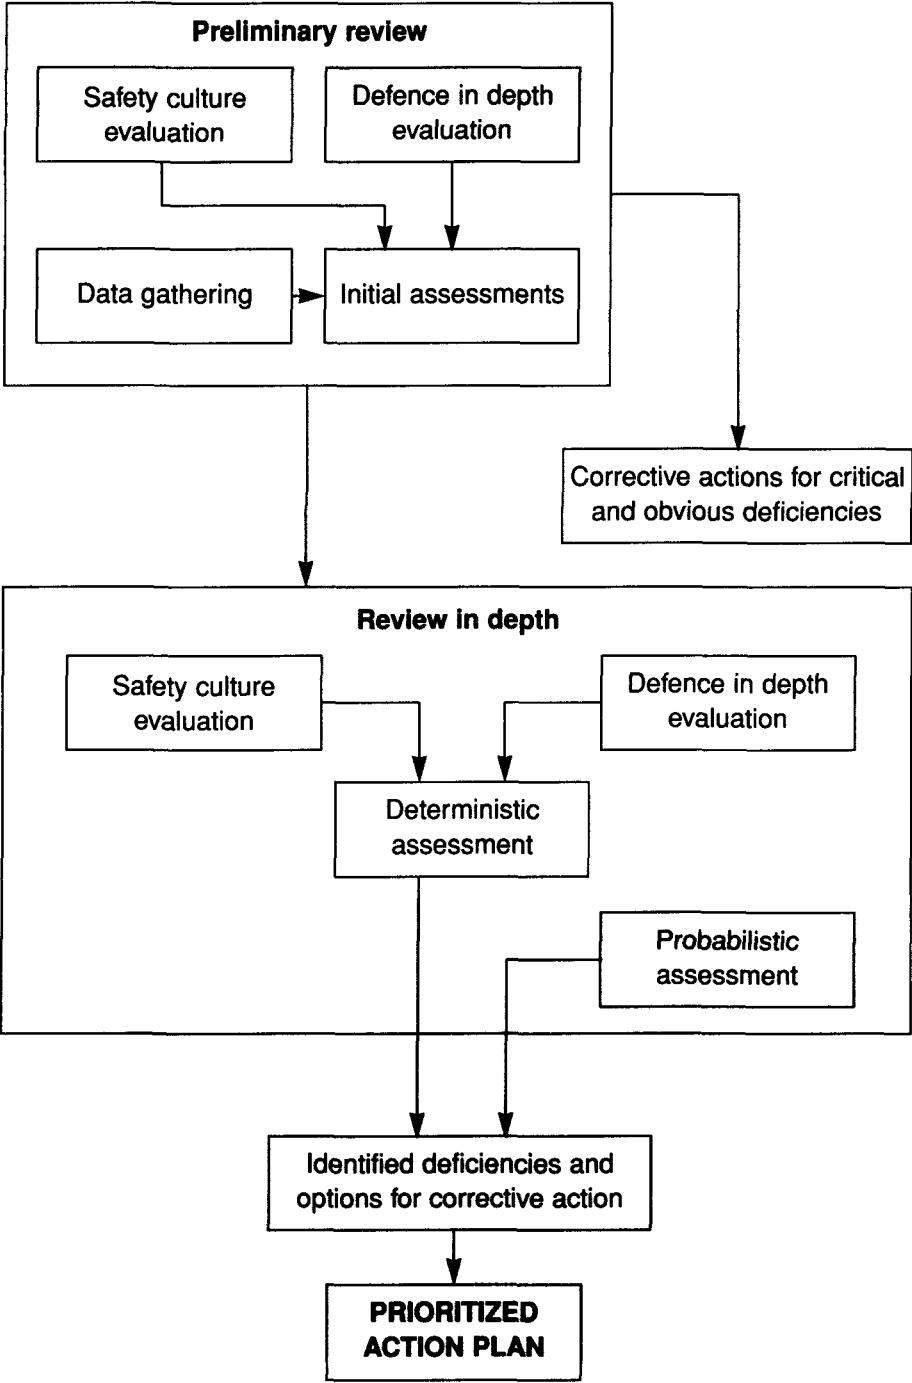 Preliminary review
Safety culture
evaluation
Defence in depth
evaluation
Data gathering
Initial assessments
Corrective actions for critical
and obvious deficiencies
Review in depth
Safety culture
evaluation
Defence in depth
evaluation
Deterministic
assessment
Probabilistic
assessment
Identified deficiencies and
options for corrective action
PRIORITIZED
ACTION PLAN